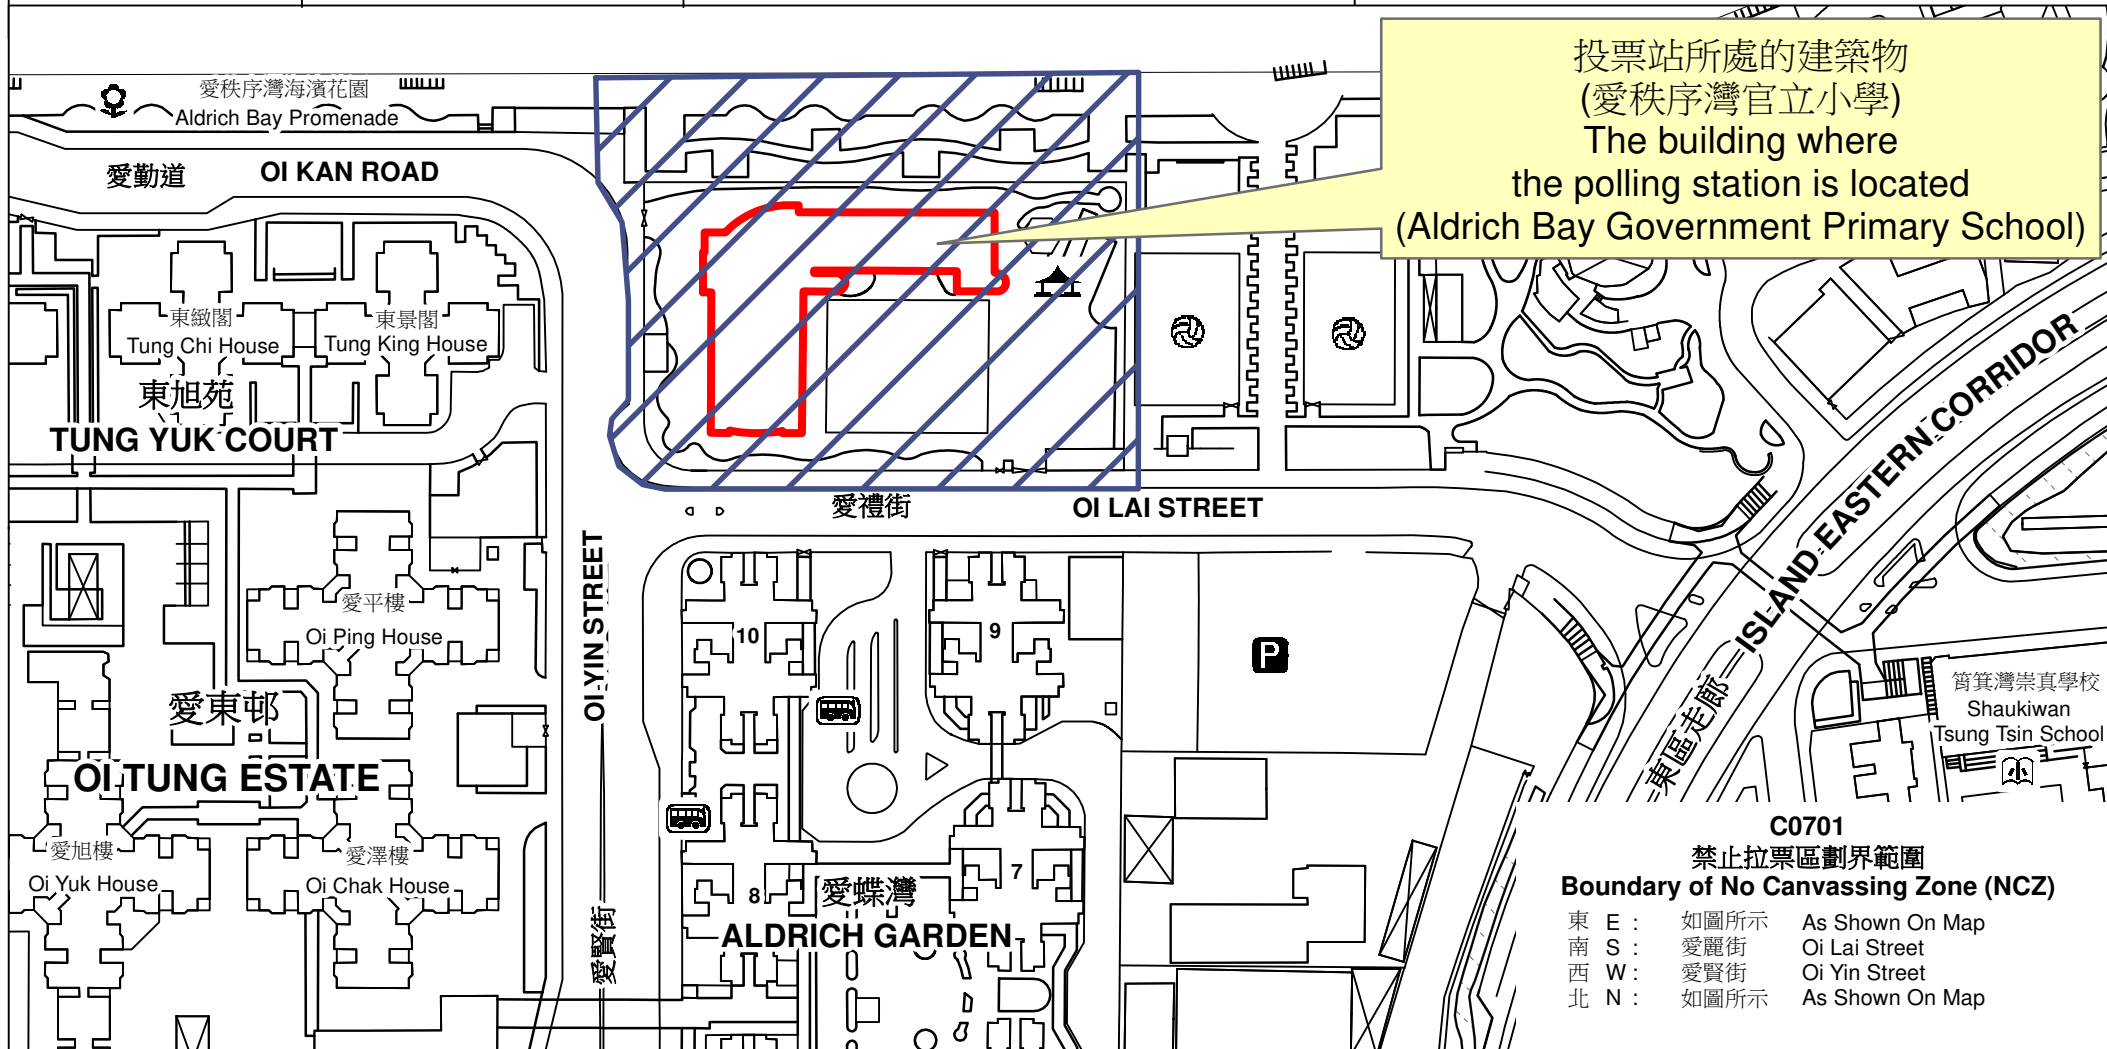 投票站所處的建築物
(愛秩序灣官立小學)
The building where
the polling station is located
(Aldrich Bay Government Primary School)
愛秩序灣海濱花園
Aldrich Bay Promenade
愛勤道
OI KAN ROAD
東緻閣
Tung Chi House
東景閣
Tung King House
東旭苑
TUNG YUK COURT
愛禮街
OI LAI STREET
ISLAND EASTERN CORRIDOR
東區走廊
OI YIN STREET
愛賢街
愛平樓
Oi Ping House
愛東邨
OI TUNG ESTATE
愛旭樓
Oi Yuk House
愛澤樓
Oi Chak House
10
9
8
7
P
愛蝶灣
ALDRICH GARDEN
筲箕灣崇真學校
Shaukiwan
Tsung Tsin School
C0701
禁止拉票區劃界範圍
Boundary of No Canvassing Zone (NCZ)
東 E : 如圖所示 As Shown On Map
南 S : 愛麗街 Oi Lai Street
西 W : 愛賢街 Oi Yin Street
北 N : 如圖所示 As Shown On Map